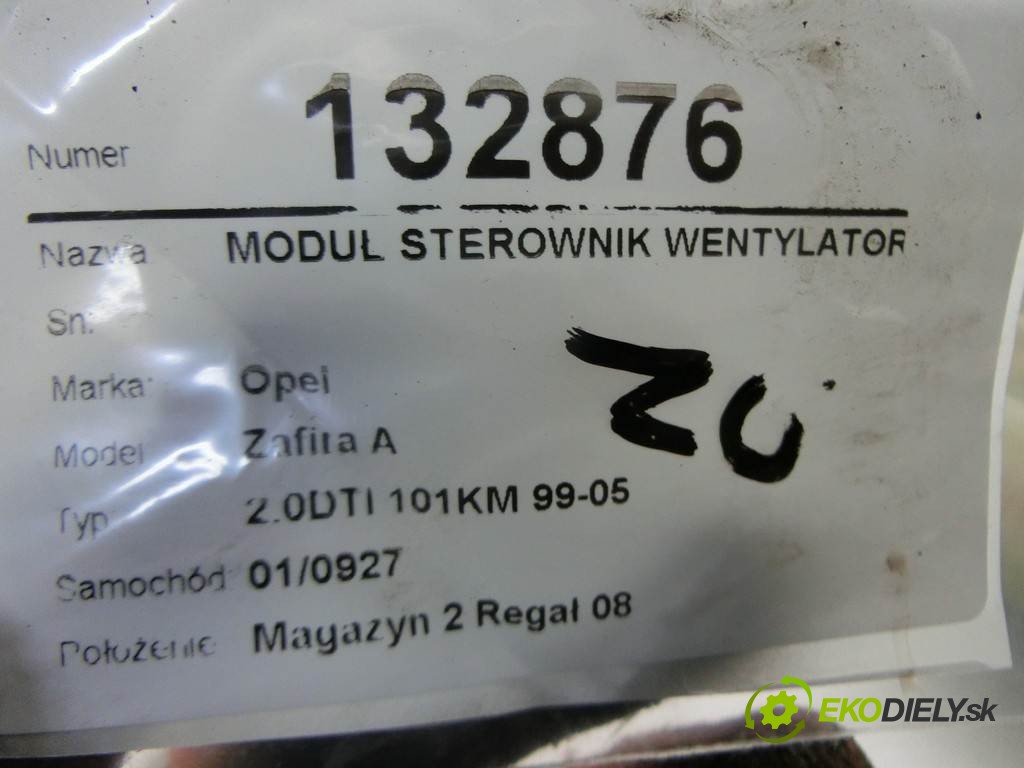 Numer 132876
Nazwa MODUŁ STEROWNIK WENTYLATOR
Sn:
Marka: Opel
Model Zafira A
Typ 2.0DTI 101KM 99-05
Samochód 01/0927
Położenie Magazyn 2 Regał 08
EKODIELY.sk